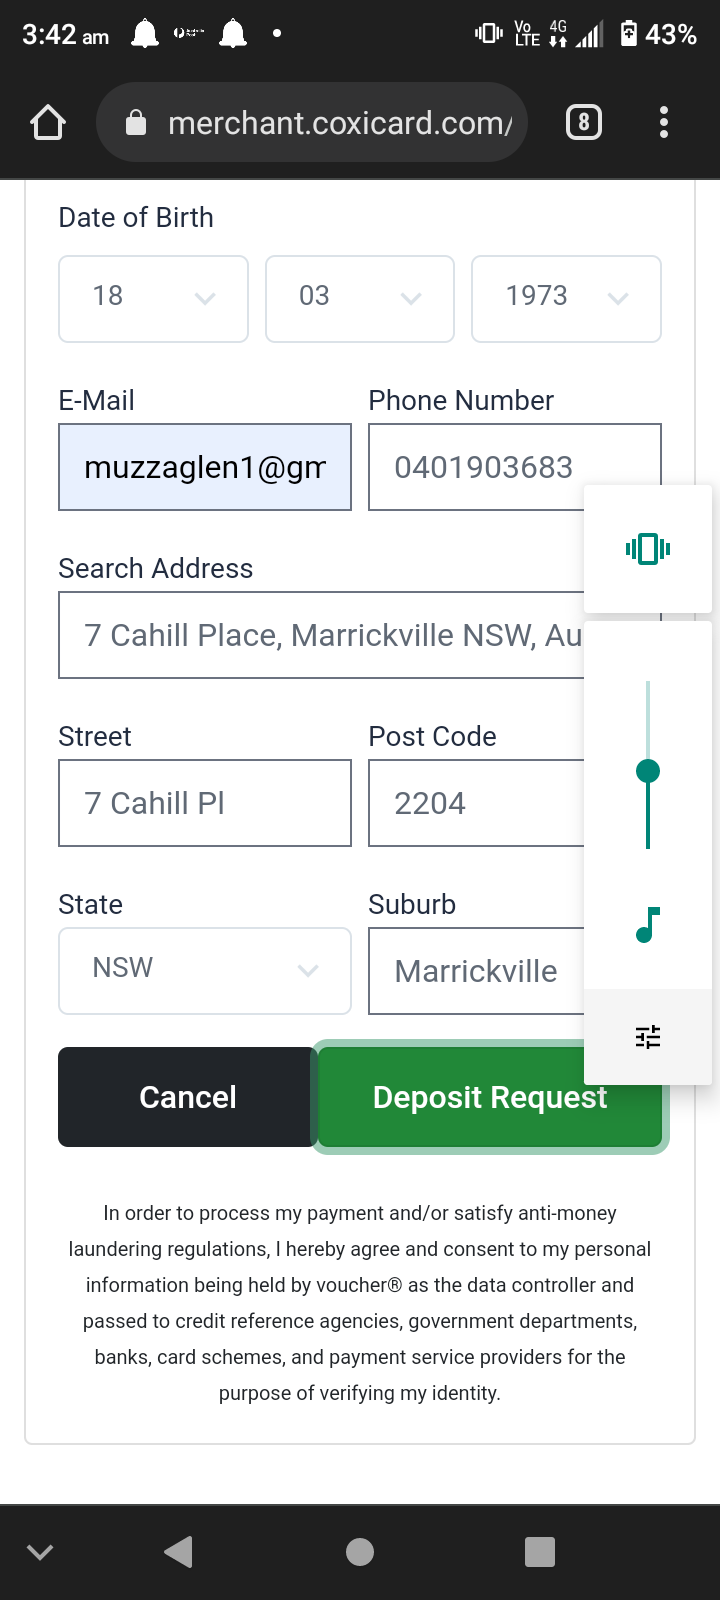 3:42 am
Vo LTE 4G 43%
merchant.coxicard.com/
8
Date of Birth
18 03 1973
E-Mail Phone Number
muzzaglen1@gm 0401903683
Search Address
7 Cahill Place, Marrickville NSW, Au
Street Post Code
7 Cahill Pl 2204
State Suburb
NSW Marrickville
Cancel Deposit Request
In order to process my payment and/or satisfy anti-money
laundering regulations, I hereby agree and consent to my personal
information being held by voucher® as the data controller and
passed to credit reference agencies, government departments,
banks, card schemes, and payment service providers for the
purpose of verifying my identity.